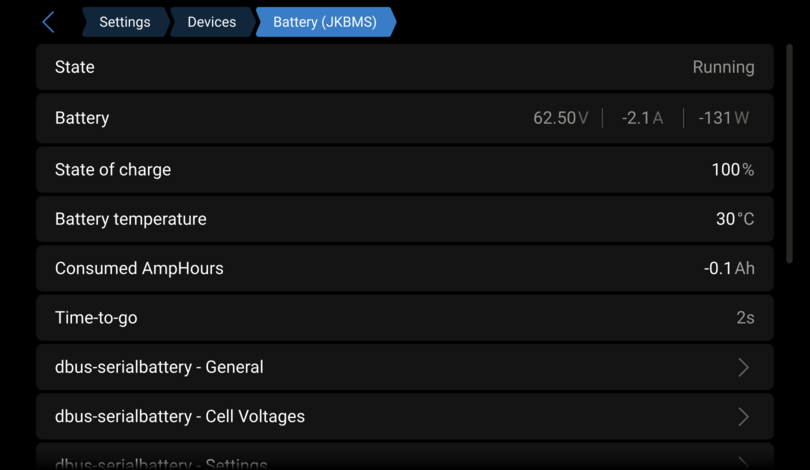 Settings Devices Battery (JKBMS)
State Running
Battery 62.50V -2.1A -131W
State of charge 100%
Battery temperature 30°C
Consumed AmpHours -0.1Ah
Time-to-go 2s
dbus-serialbattery - General
dbus-serialbattery - Cell Voltages
dbus-serialbattery - Settings